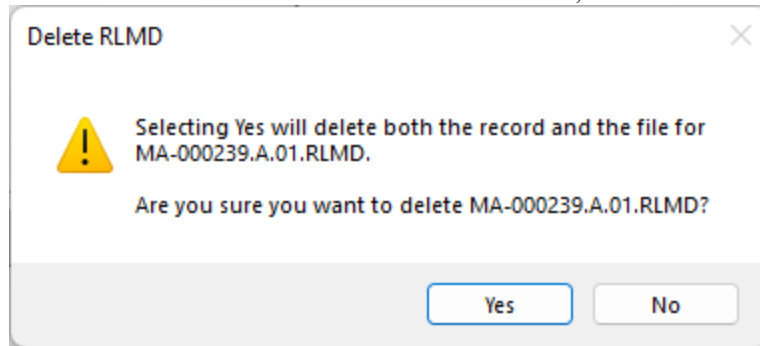 Delete RLMD
Selecting Yes will delete both the record and the file for
MA-000239.A.01.RLMD.
Are you sure you want to delete MA-000239.A.01.RLMD?
Yes
No